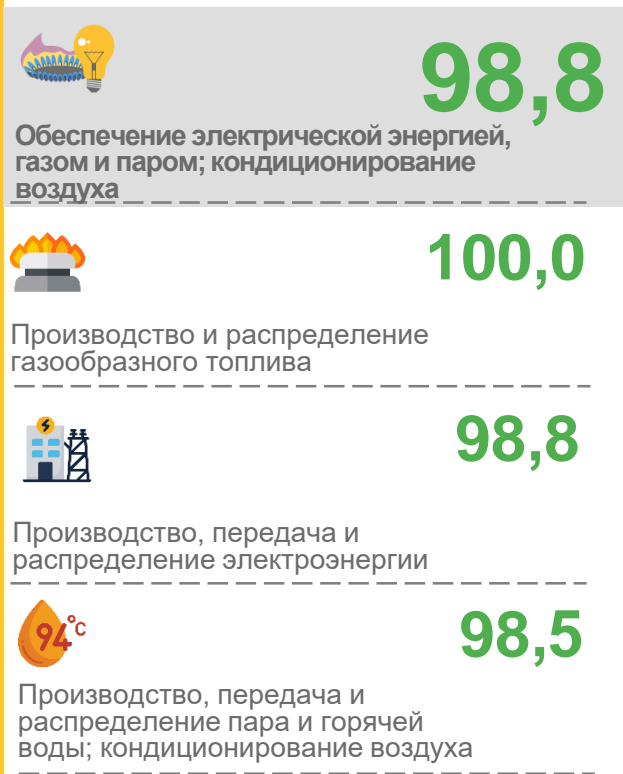 98,8
Обеспечение электрической энергией,
газом и паром; кондиционирование
воздуха
100,0
Производство и распределение
газообразного топлива
98,8
Производство, передача и
распределение электроэнергии
94°C
98,5
Производство, передача и
распределение пара и горячей
воды; кондиционирование воздуха